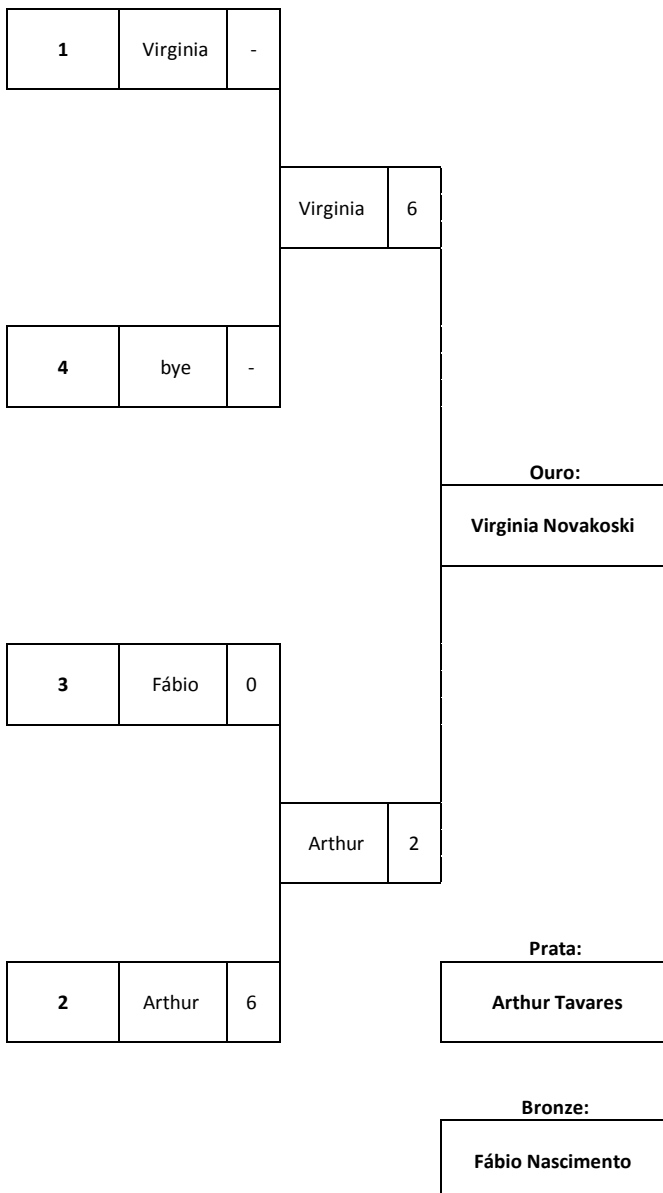 1 Virginia -
Virginia 6
4 bye -
Ouro:
Virginia Novakoski
3 Fábio 0
Arthur 2
Prata:
2 Arthur 6
Arthur Tavares
Bronze:
Fábio Nascimento